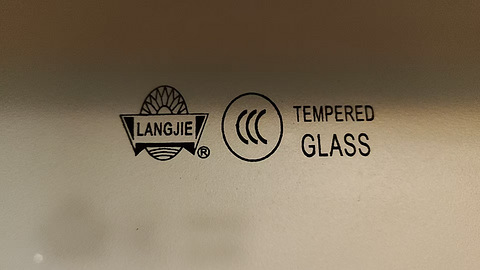 LANGJIE
®
CCC
TEMPERED
GLASS